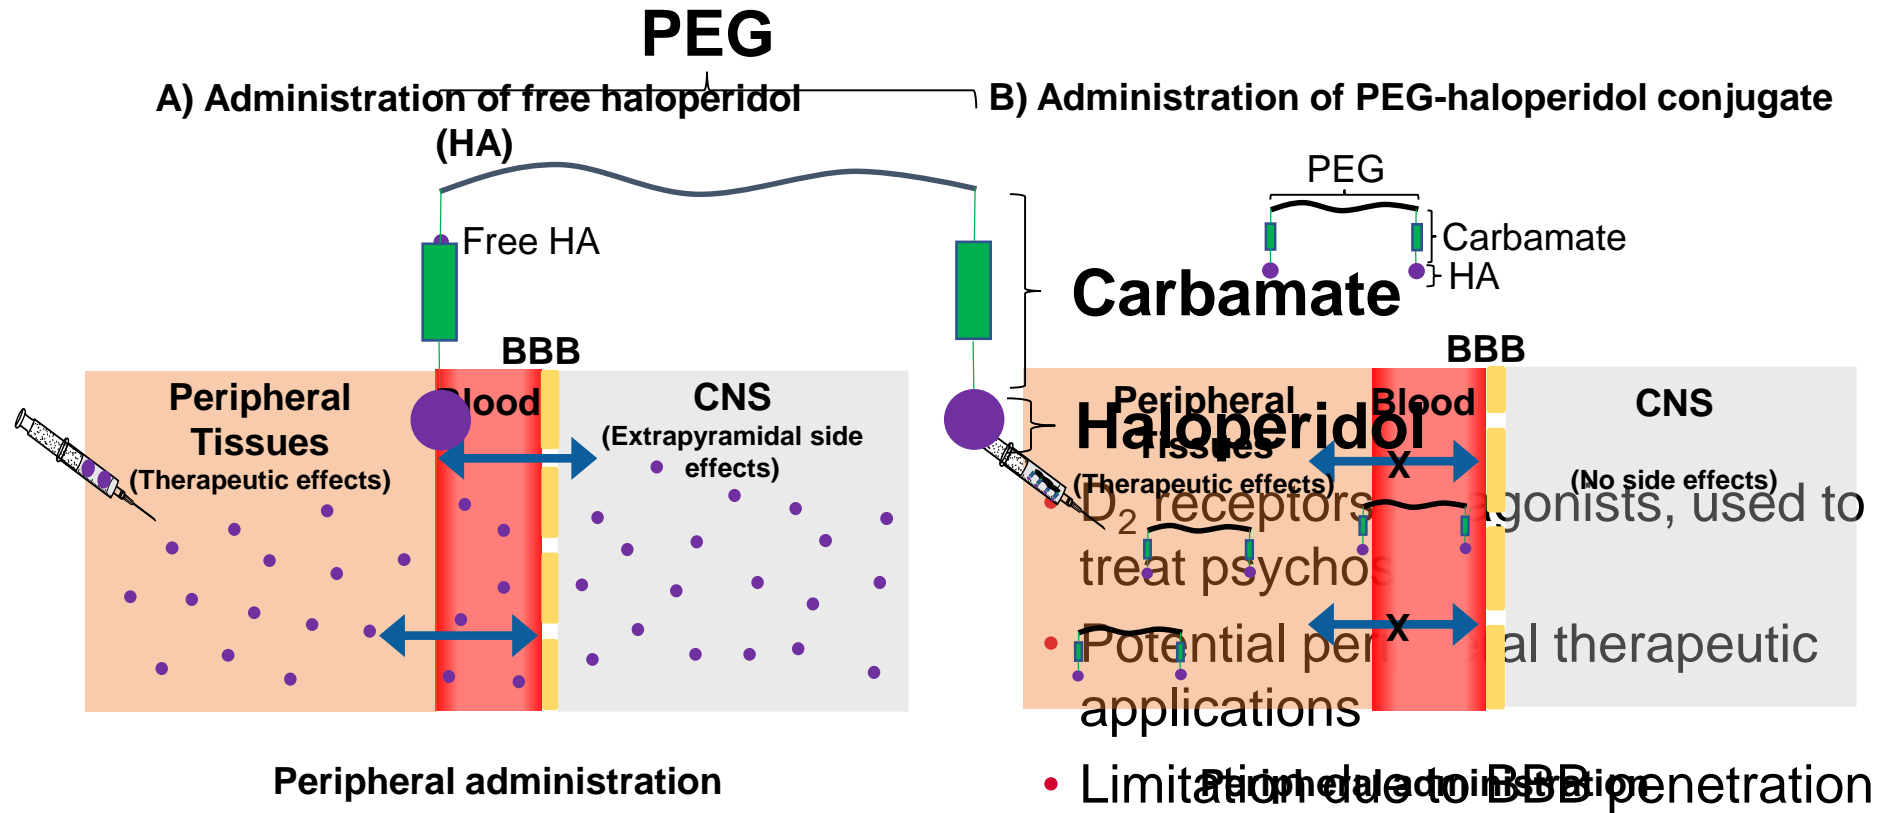 PEG
A) Administration of free haloperidol
(HA)
B) Administration of PEG-haloperidol conjugate
PEG
Free HA
Carbamate
HA
Carbamate
BBB
Peripheral
Tissues
(Therapeutic effects)
Blood
CNS
(Extrapyramidal side
effects)
BBB
Peripheral
Tissues
(Therapeutic effects)
Haloperidol
Blood
CNS
(No side effects)
X
X
• D2 receptors agonists, used to
treat psychos
• Potential per al therapeutic
applications
• Limitation due to BBB penetration
Peripheral administration
Peripheral administration